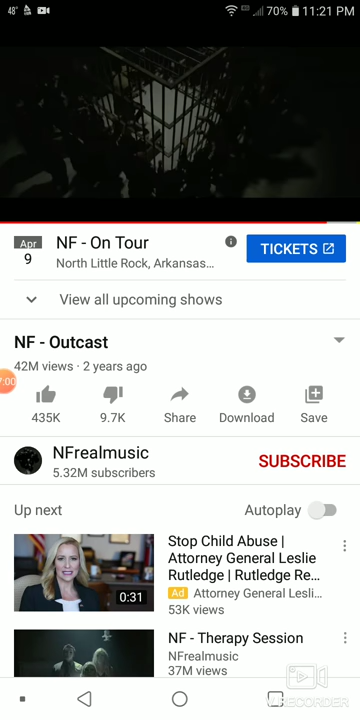 48° 70% 11:21 PM
Apr
9
NF - On Tour
North Little Rock, Arkansas...
TICKETS
View all upcoming shows
NF - Outcast
42M views · 2 years ago
7:00
435K
9.7K
Share
Download
Save
NFrealmusic
5.32M subscribers
SUBSCRIBE
Up next
Autoplay
Stop Child Abuse |
Attorney General Leslie
Rutledge | Rutledge Re...
Ad Attorney General Lesli...
53K views
0:31
NF - Therapy Session
NFrealmusic
37M views
V RECORDER